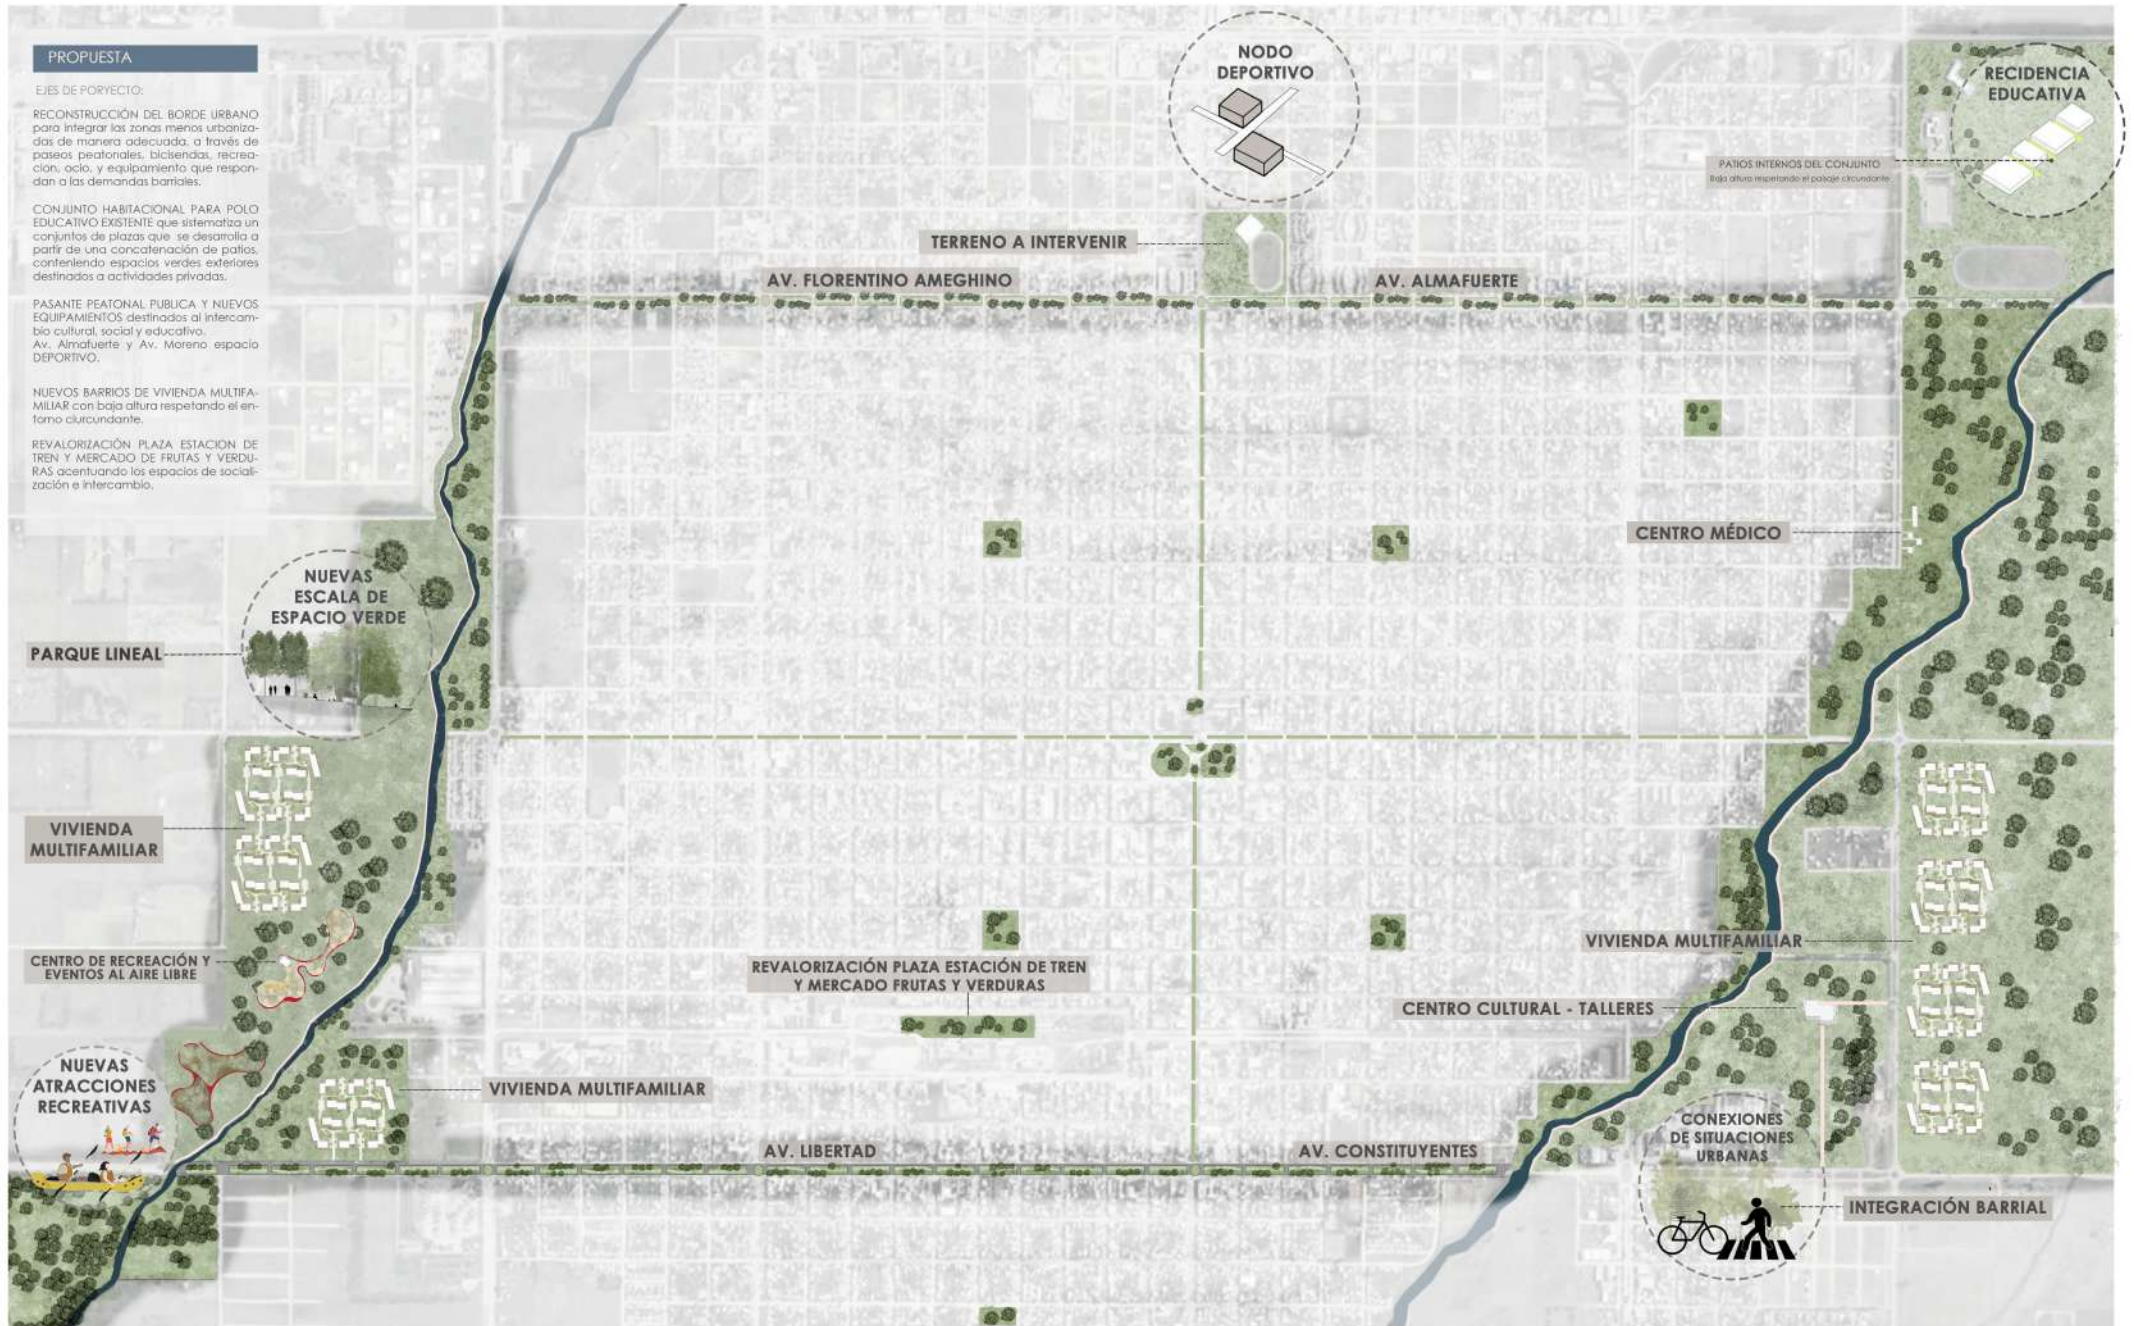 PROPUESTA
EJES DE PORYECTO:
RECONSTRUCCIÓN DEL BORDE URBANO
para integrar las zonas menos urbaniza-
das de manera adecuada, a través de
paseos peatonales, bicisendas, recrea-
cion, ocio, y equipamiento que respon-
dan a las demandas barriales.
CONJUNTO HABITACIONAL PARA POLO
EDUCATIVO EXISTENTE que sistematiza un
conjuntos de plazas que se desarrolla a
partir de una concatenación de patios,
conteniendo espacios verdes exteriores
destinados a actividades privadas.
PASANTE PEATONAL PUBLICA Y NUEVOS
EQUIPAMIENTOS destinados al intercam-
bio cultural, social y educativo.
Av. Almafuerte y Av. Moreno espacio
DEPORTIVO.
NUEVOS BARRIOS DE VIVIENDA MULTIFA-
MILIAR con baja altura respetando el en-
torno ciurcundante.
REVALORIZACIÓN PLAZA ESTACION DE
TREN Y MERCADO DE FRUTAS Y VERDU-
RAS acentuando los espacios de sociali-
zación e intercambio.
NODO
DEPORTIVO
RECIDENCIA
EDUCATIVA
PATIOS INTERNOS DEL CONJUNTO
Baja altura respetando el paisaje circundante
TERRENO A INTERVENIR
AV. FLORENTINO AMEGHINO
AV. ALMAFUERTE
CENTRO MÉDICO
NUEVAS
ESCALA DE
ESPACIO VERDE
PARQUE LINEAL
VIVIENDA
MULTIFAMILIAR
CENTRO DE RECREACIÓN Y
EVENTOS AL AIRE LIBRE
REVALORIZACIÓN PLAZA ESTACIÓN DE TREN
Y MERCADO FRUTAS Y VERDURAS
VIVIENDA MULTIFAMILIAR
CENTRO CULTURAL - TALLERES
NUEVAS
ATRACCIONES
RECREATIVAS
VIVIENDA MULTIFAMILIAR
AV. LIBERTAD
AV. CONSTITUYENTES
CONEXIONES
DE SITUACIONES
URBANAS
INTEGRACIÓN BARRIAL